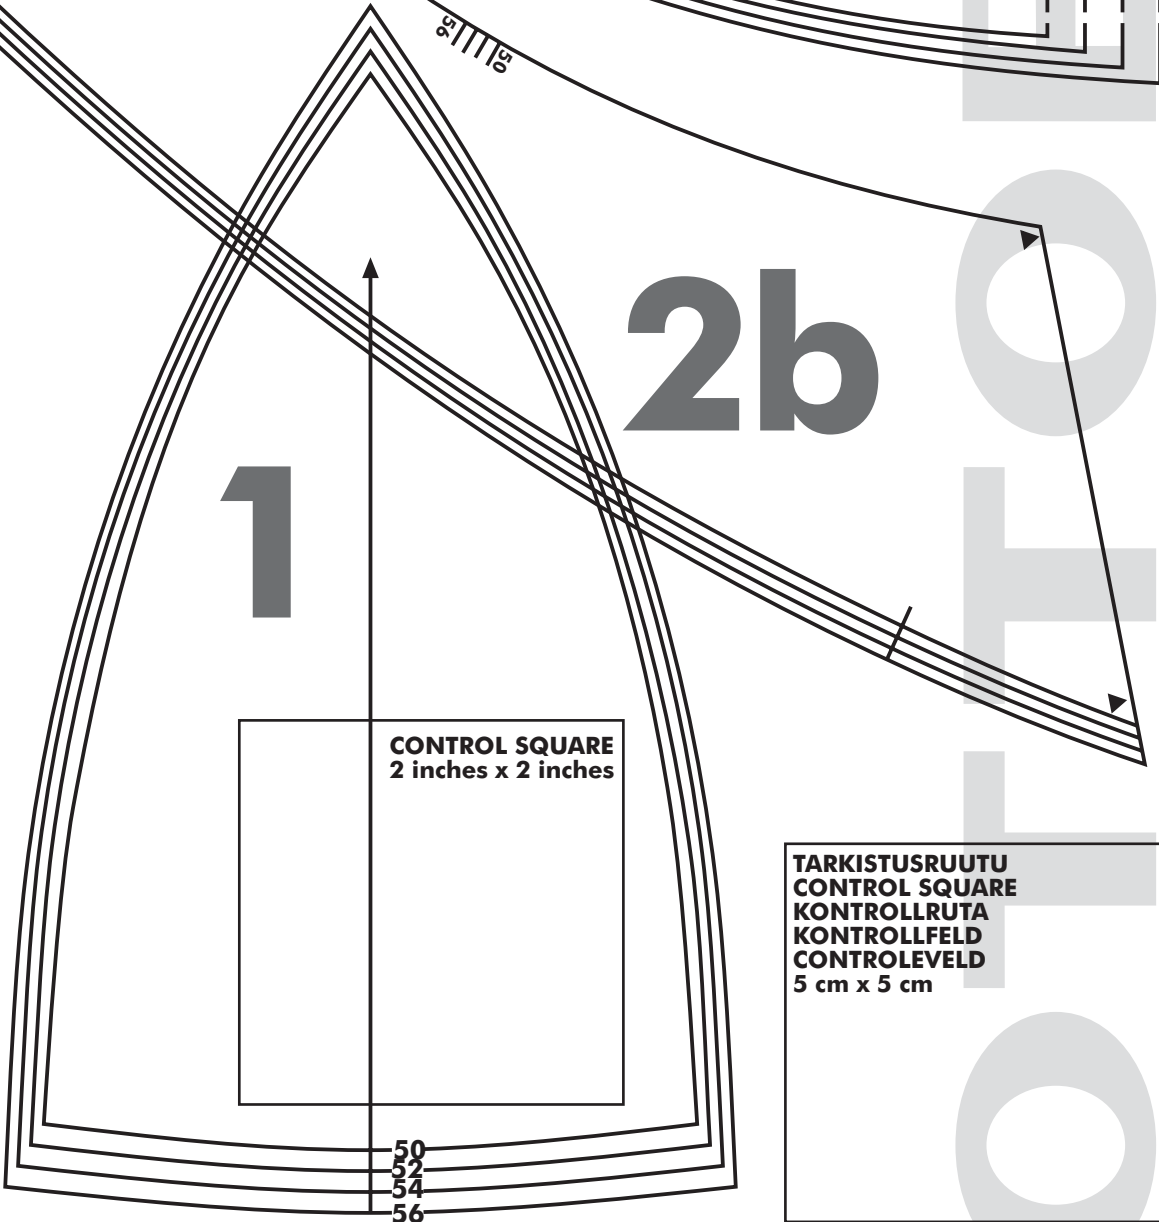 56
50
2b
1
CONTROL SQUARE
2 inches x 2 inches
TARKISTUSRUUTU
CONTROL SQUARE
KONTROLLRUTA
KONTROLLFELD
CONTROLEVELD
5 cm x 5 cm
50
52
54
56
OTTO